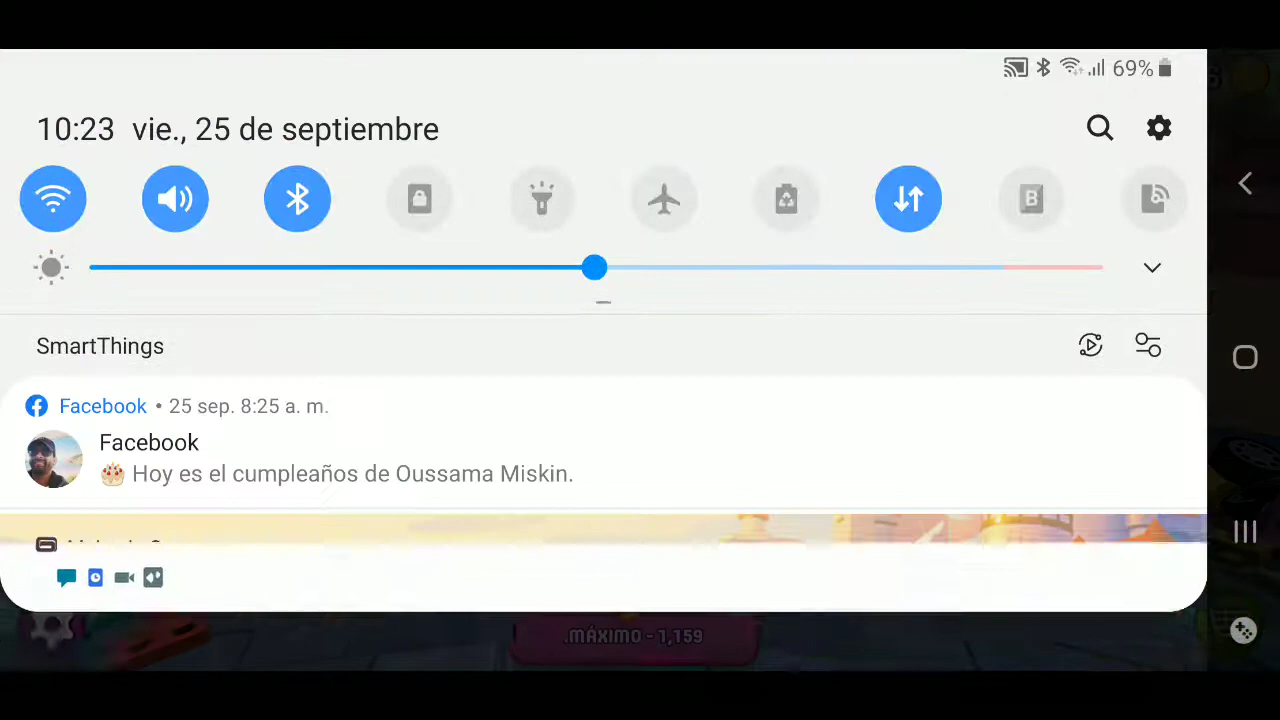 69%
10:23 vie., 25 de septiembre
B
SmartThings
Facebook • 25 sep. 8:25 a. m.
Facebook
🎂 Hoy es el cumpleaños de Oussama Miskin.
.MÁXIMO - 1,159